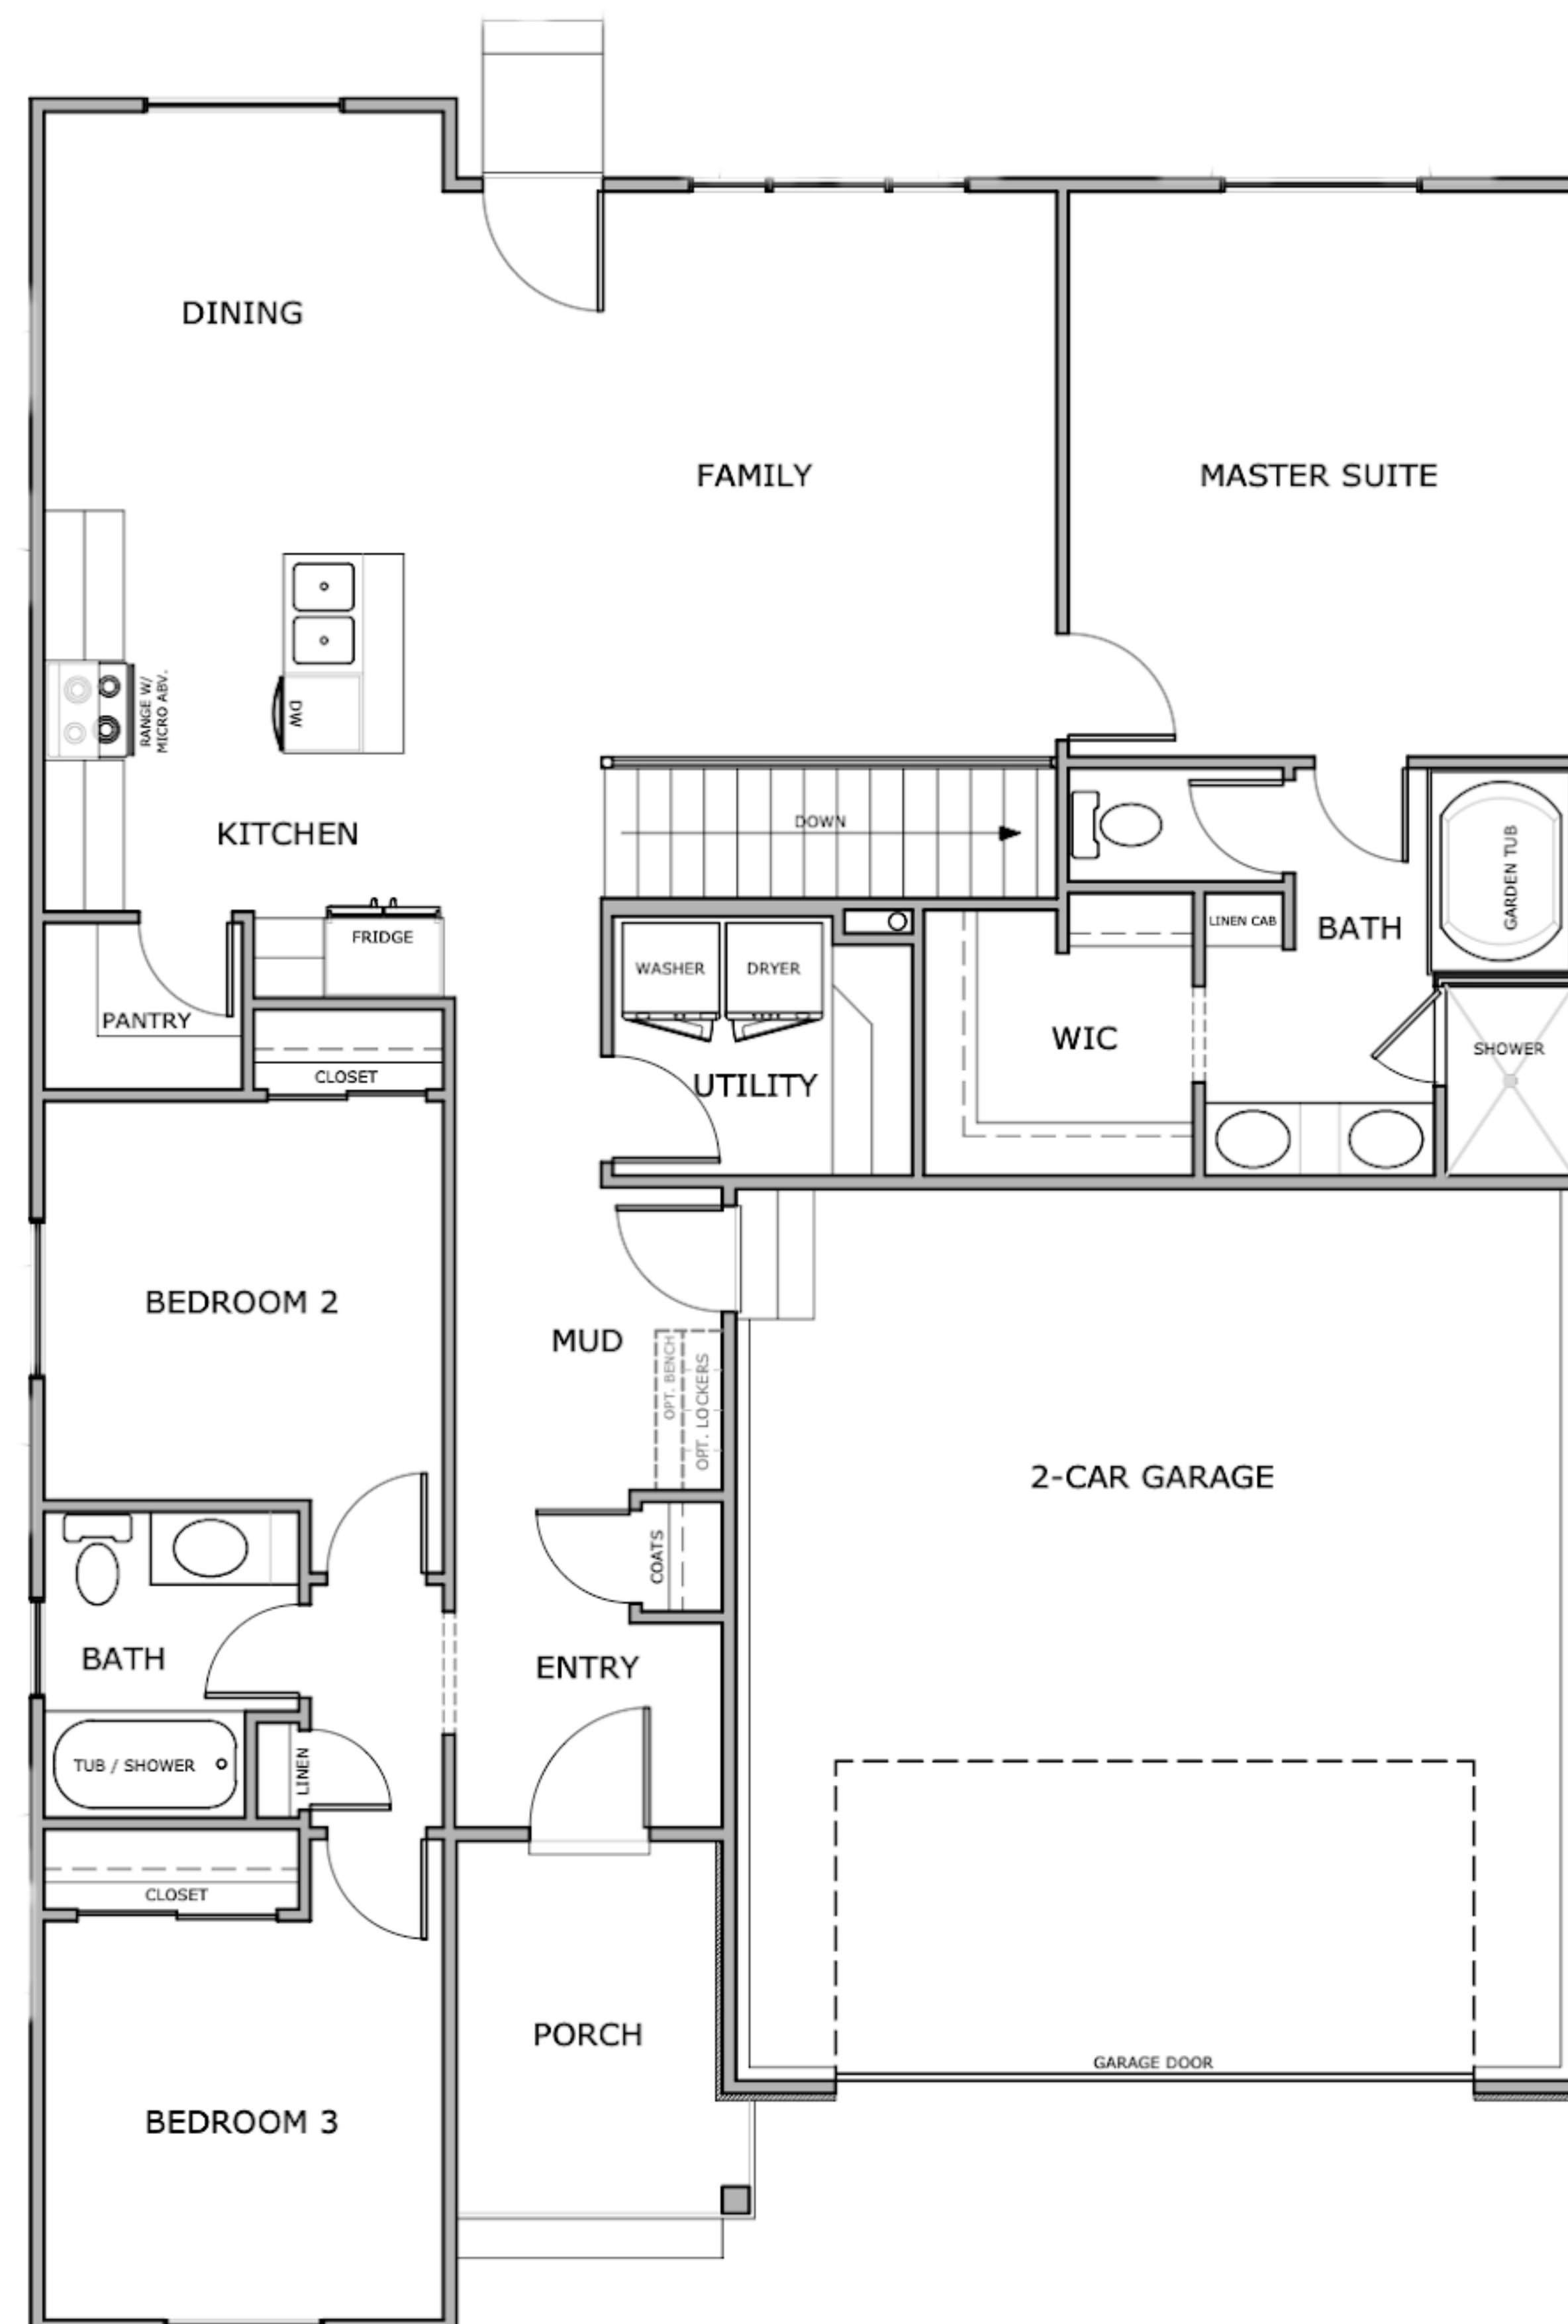 DINING
FAMILY
MASTER SUITE
RANGE W/
MICRO ABV.
DW
KITCHEN
DOWN
GARDEN TUB
FRIDGE
LINEN CAB
BATH
WASHER
DRYER
PANTRY
WIC
SHOWER
CLOSET
UTILITY
BEDROOM 2
MUD
OPT. BENCH
OPT. LOCKERS
2-CAR GARAGE
COATS
BATH
ENTRY
TUB / SHOWER
LINEN
CLOSET
PORCH
GARAGE DOOR
BEDROOM 3